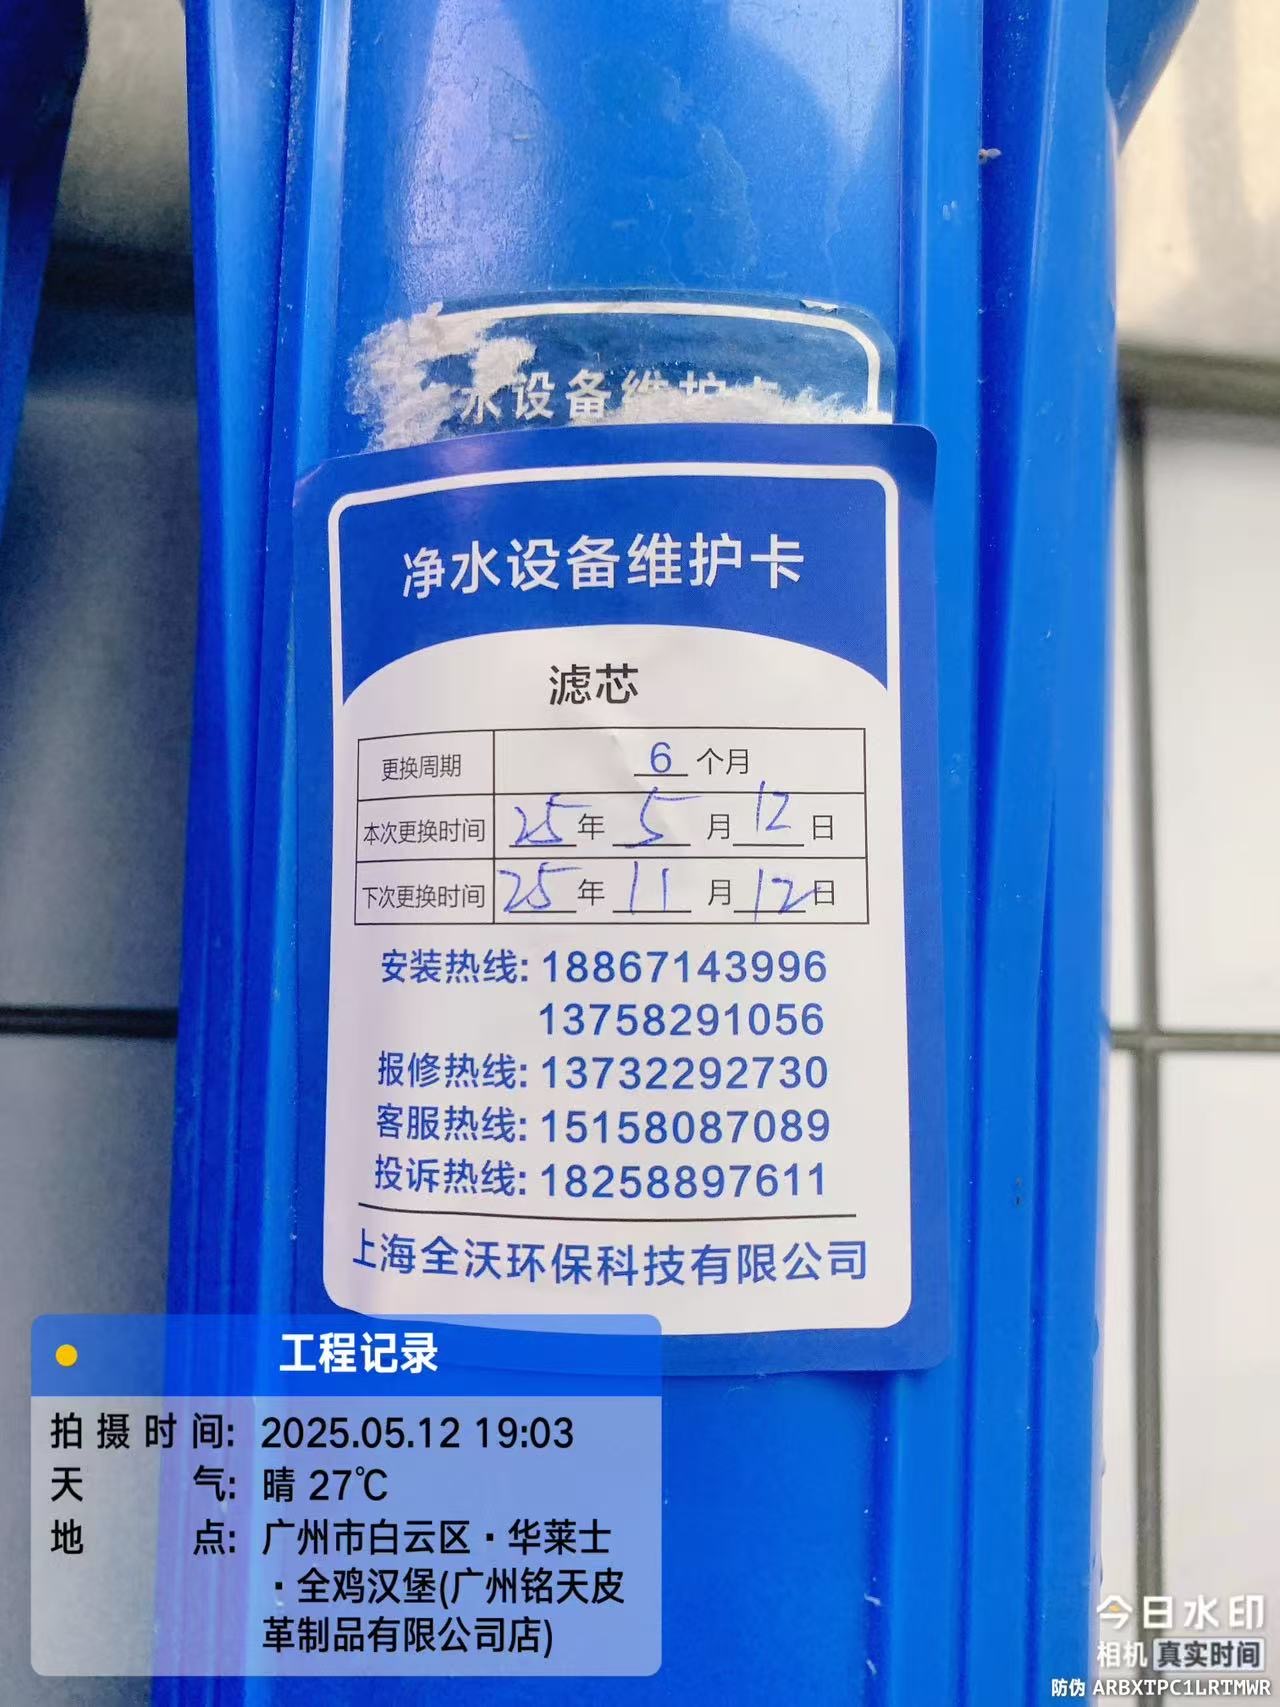 水设备维护卡
净水设备维护卡
滤芯
更换周期 6 个月
本次更换时间 25 年 5 月 12 日
下次更换时间 25 年 11 月 12 日
安装热线: 18867143996
13758291056
报修热线: 13732292730
客服热线: 15158087089
投诉热线: 18258897611
上海全沃环保科技有限公司
工程记录
拍摄时间: 2025.05.12 19:03
天气: 晴 27℃
地点: 广州市白云区·华莱士
·全鸡汉堡(广州铭天皮
革制品有限公司店)
今日水印
相机 真实时间
防伪 ARBXTPC1LRTMWR